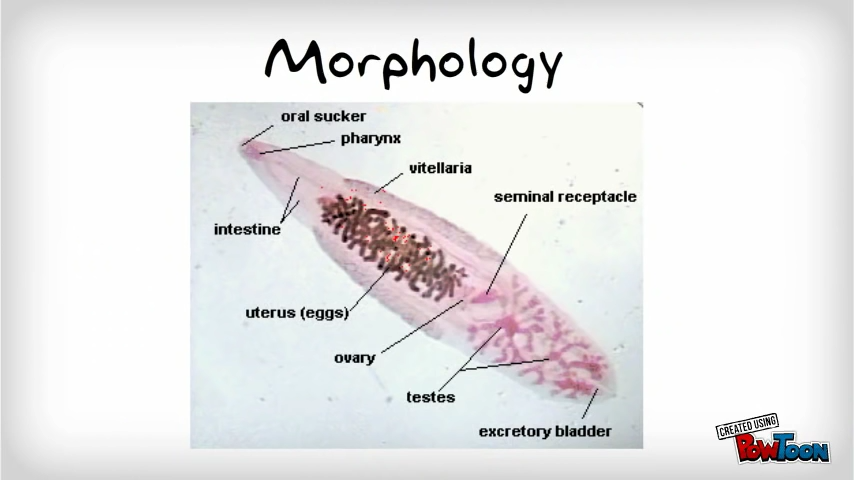 Morphology
oral sucker
pharynx
vitellaria
seminal receptacle
intestine
uterus (eggs)
ovary
testes
excretory bladder
CREATED USING
POWTOON